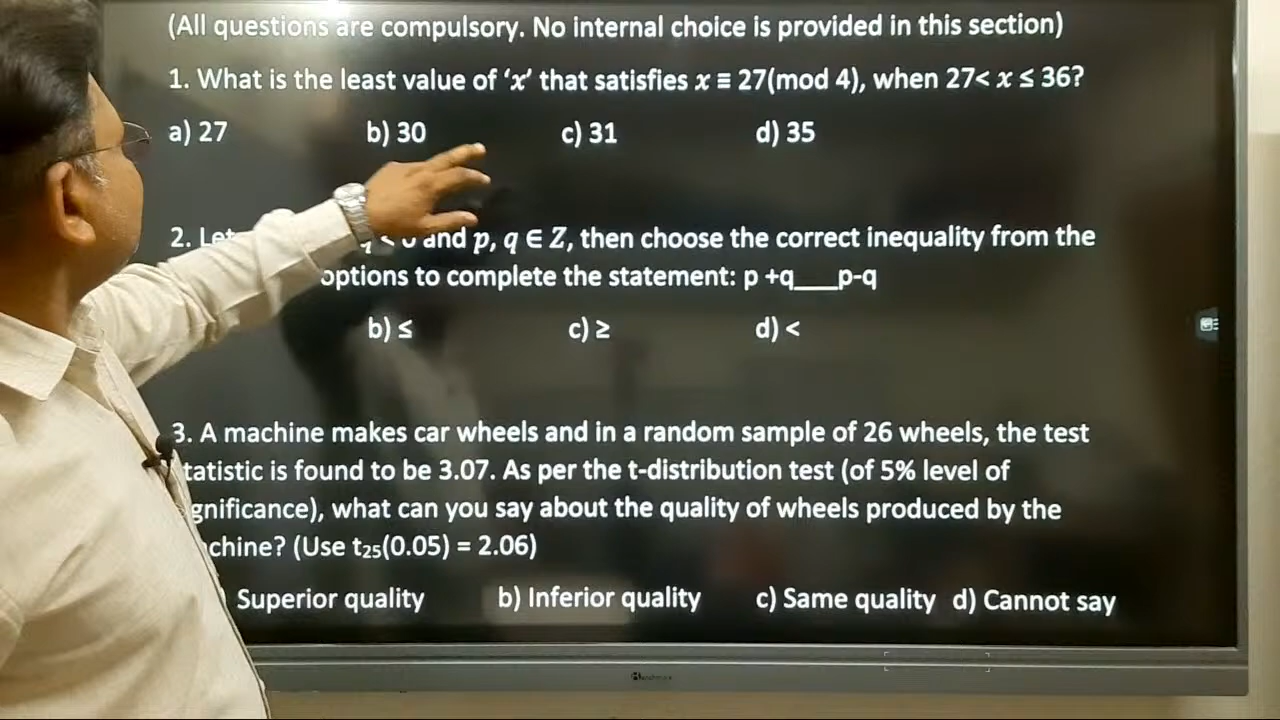 (All questions are compulsory. No internal choice is provided in this section)
1. What is the least value of ‘x’ that satisfies x ≡ 27(mod 4), when 27< x ≤ 36?
a) 27 b) 30 c) 31 d) 35
2. Let < 0 and p, q ∈ Z, then choose the correct inequality from the
options to complete the statement: p +q___p-q
b) ≤ c) ≥ d) <
3. A machine makes car wheels and in a random sample of 26 wheels, the test
tatistic is found to be 3.07. As per the t-distribution test (of 5% level of
gnificance), what can you say about the quality of wheels produced by the
chine? (Use t₂₅(0.05) = 2.06)
Superior quality b) Inferior quality c) Same quality d) Cannot say